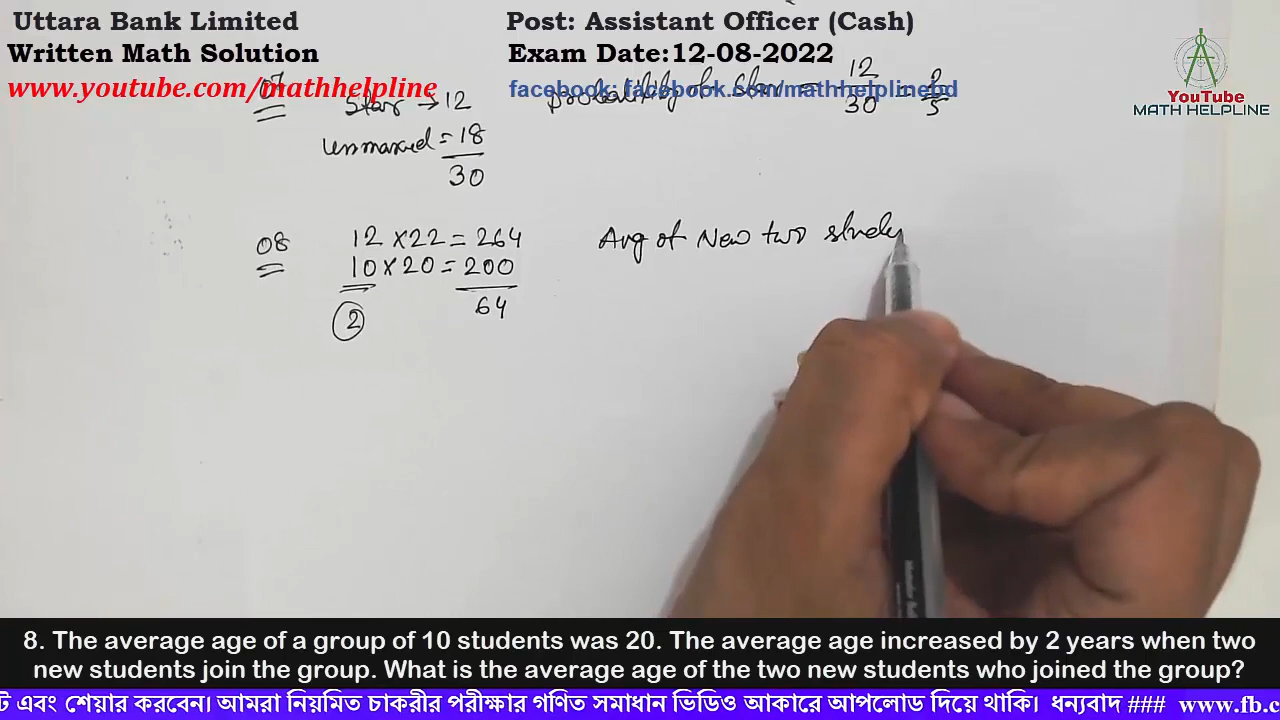 Uttara Bank Limited Post: Assistant Officer (Cash)
Written Math Solution Exam Date:12-08-2022
www.youtube.com/mathhelpline facebook: facebook.com/mathhelplinebd
YouTube
MATH HELPLINE
07 Star → 12 probability of star = 12/30 = 2/5
= 18
30
08 12 × 22 = 264 Avg of New two studen
10 × 20 = 200
2 64
8. The average age of a group of 10 students was 20. The average age increased by 2 years when two
new students join the group. What is the average age of the two new students who joined the group?
এবং শেয়ার করবেন। আমরা নিয়মিত চাকরীর পরীক্ষার গণিত সমাধান ভিডিও আকারে আপলোড দিয়ে থাকি। ধন্যবাদ ### www.fb.c